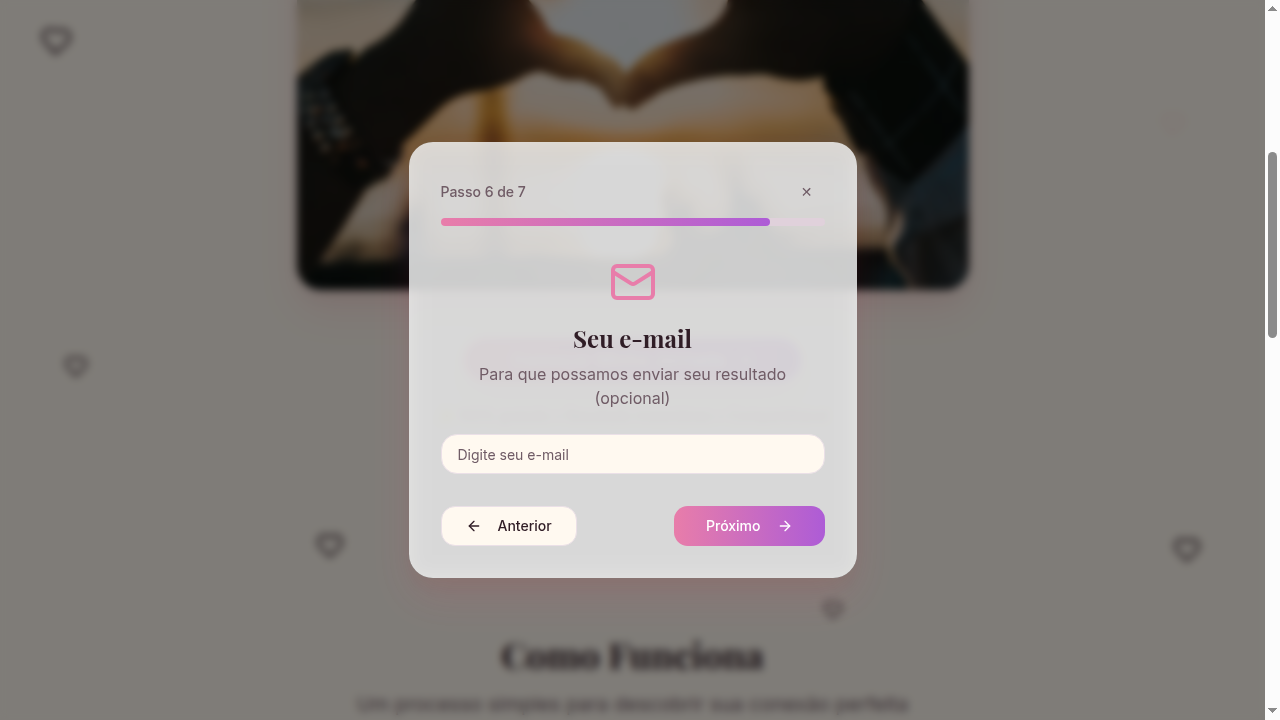 Passo 6 de 7
Seu e-mail
Para que possamos enviar seu resultado
(opcional)
Digite seu e-mail
Anterior
Próximo
Como Funciona
Um processo simples para descobrir sua conexão perfeita